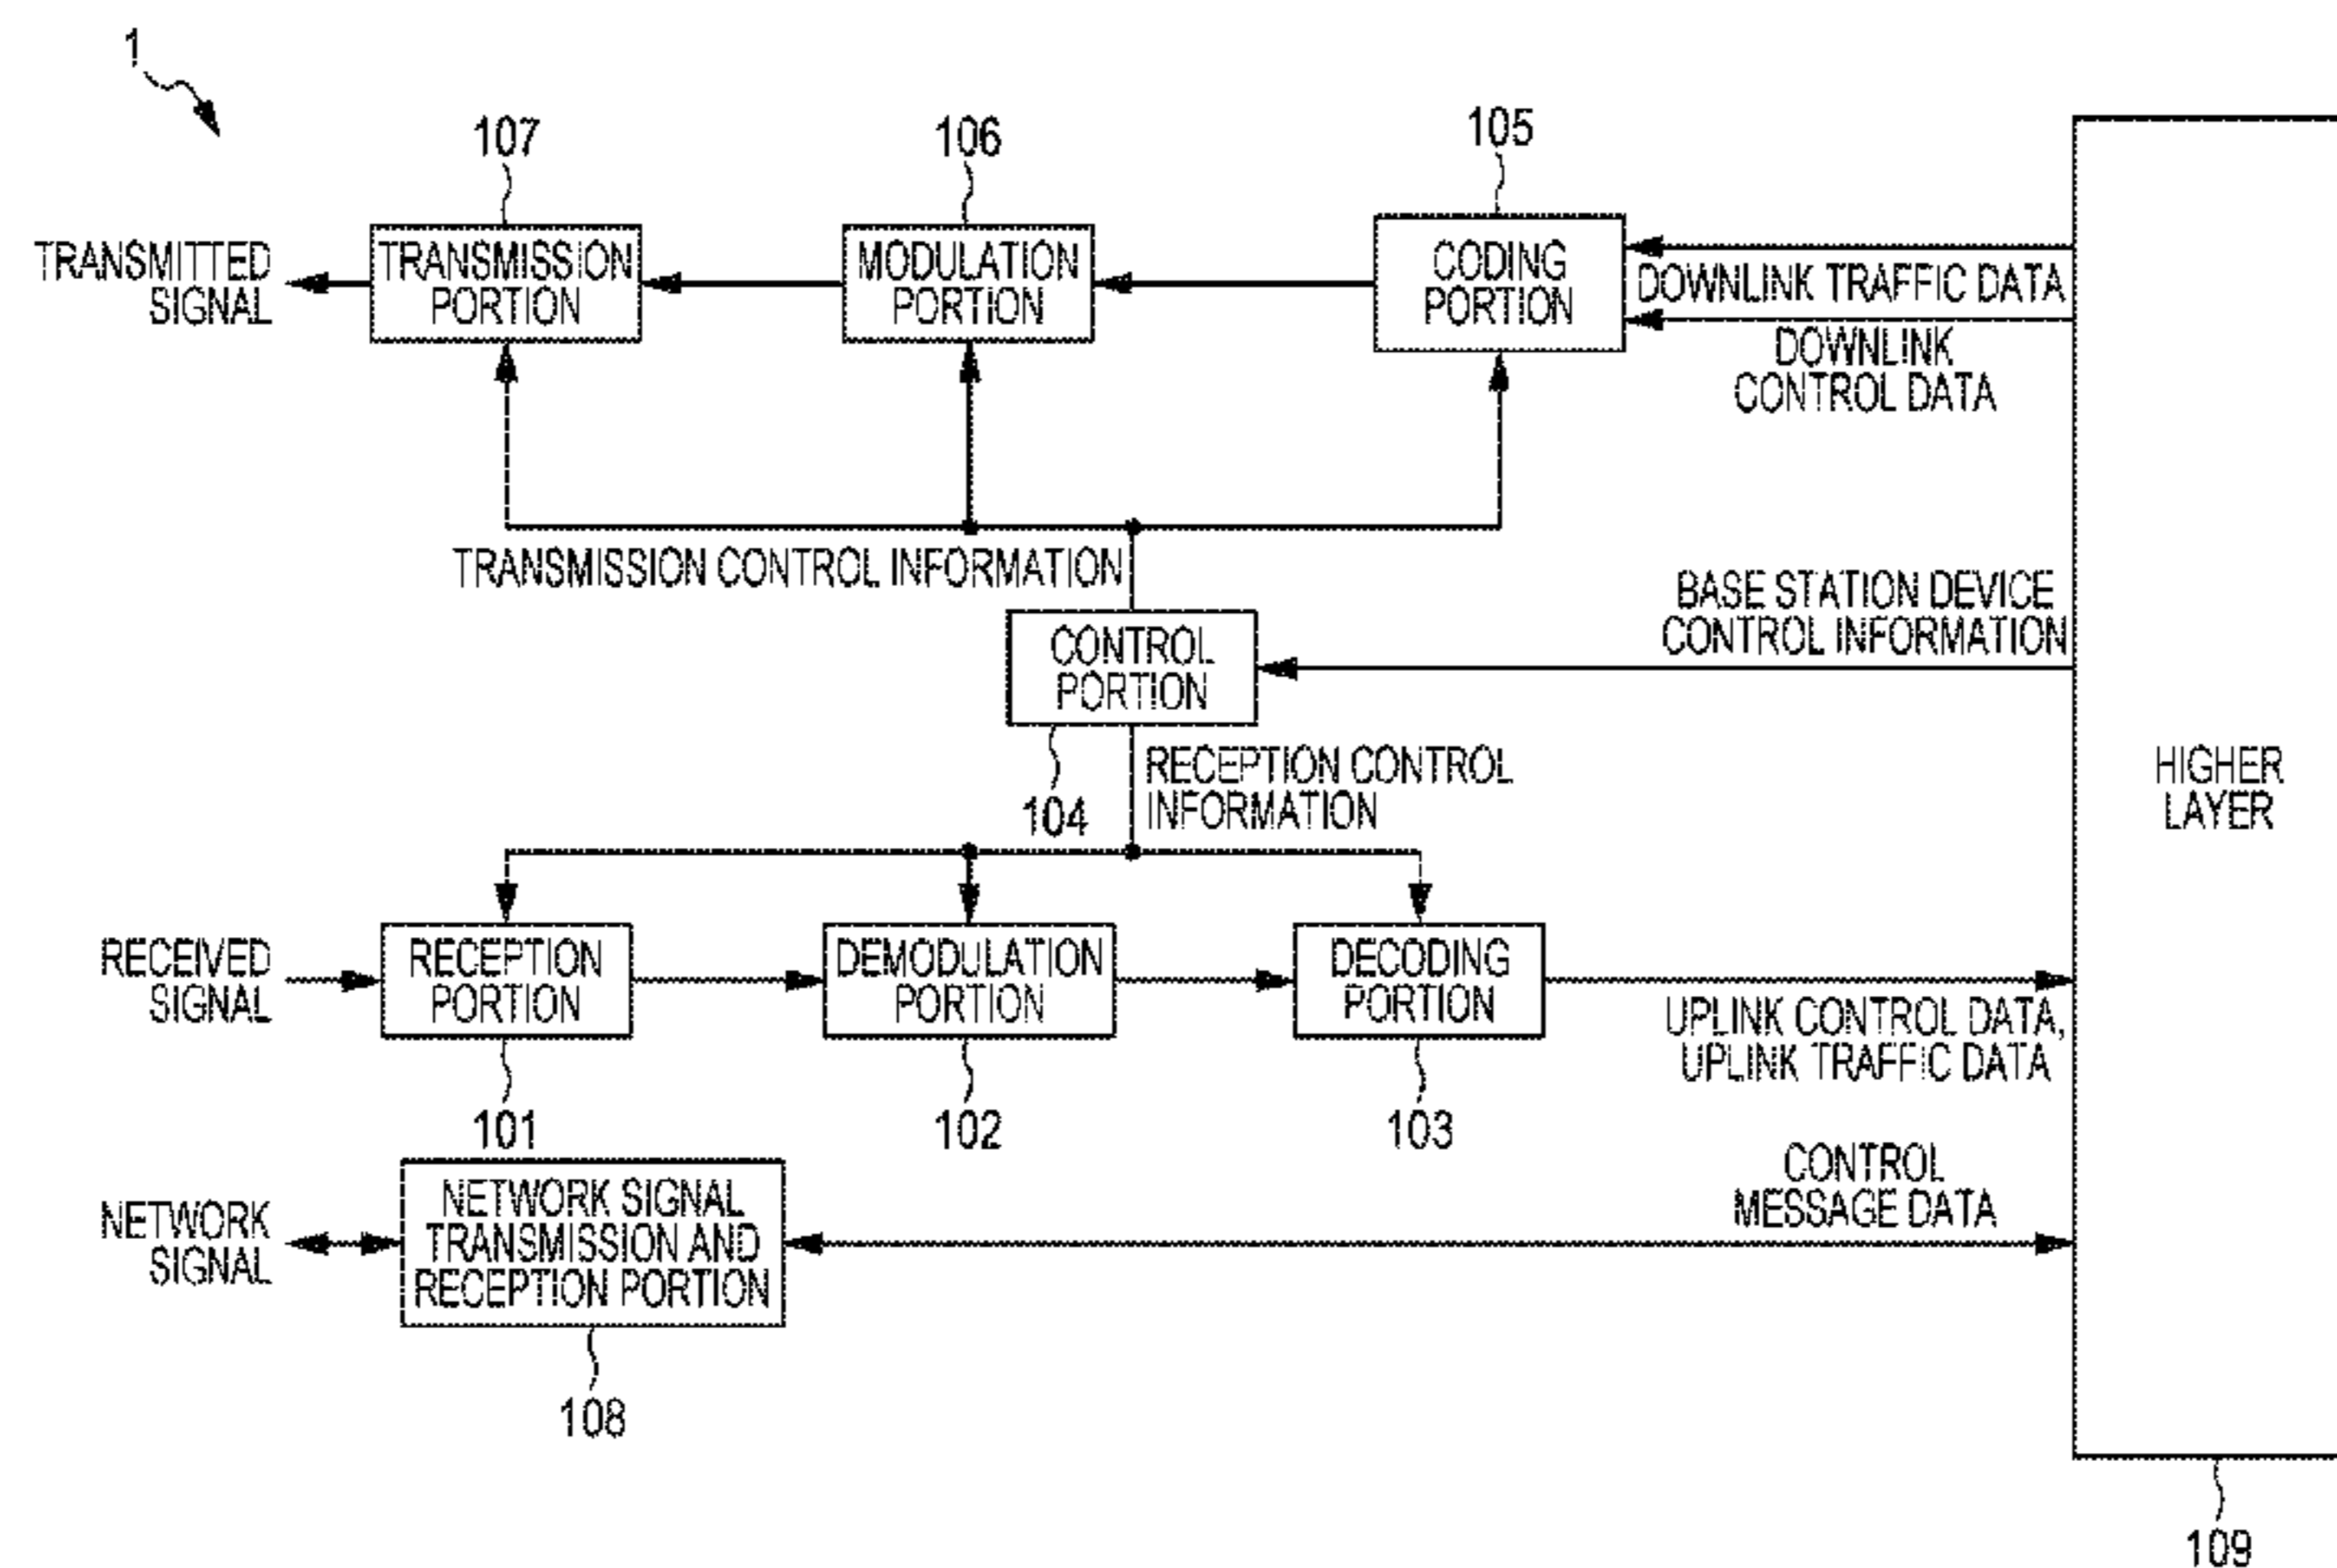 1
107
106
105
TRANSMITTED
SIGNAL
TRANSMISSION
PORTION
MODULATION
PORTION
CODING
PORTION
DOWNLINK TRAFFIC DATA
DOWNLINK
CONTROL DATA
TRANSMISSION CONTROL INFORMATION
BASE STATION DEVICE
CONTROL INFORMATION
CONTROL
PORTION
104
RECEPTION CONTROL
INFORMATION
HIGHER
LAYER
RECEIVED
SIGNAL
RECEPTION
PORTION
DEMODULATION
PORTION
DECODING
PORTION
UPLINK CONTROL DATA,
UPLINK TRAFFIC DATA
101
102
103
NETWORK
SIGNAL
NETWORK SIGNAL
TRANSMISSION AND
RECEPTION PORTION
CONTROL
MESSAGE DATA
108
109